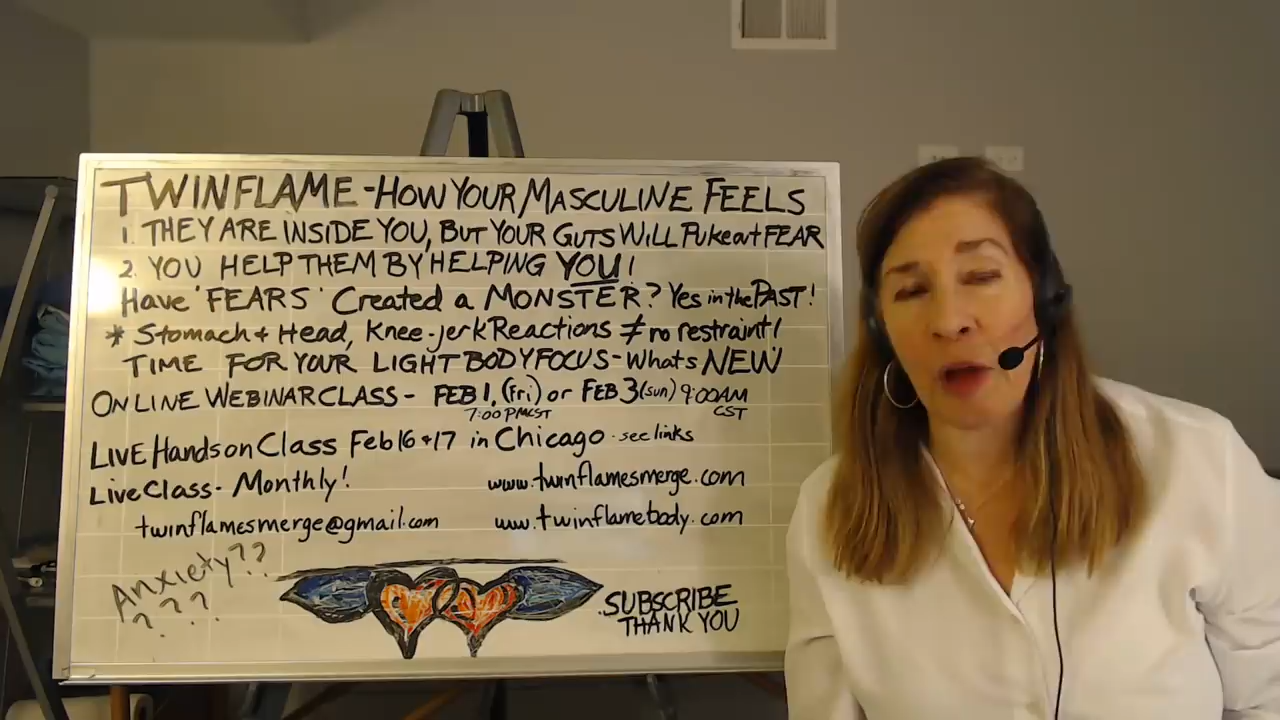 TWINFLAME - HOW YOUR MASCULINE FEELS
1. THEY ARE INSIDE YOU, BUT YOUR GUTS WILL Puke out FEAR
2. YOU HELP THEM BY HELPING YOU!
Have 'FEARS' Created a MONSTER? Yes in the PAST!
* Stomach + Head, Knee-jerk Reactions ≠ no restraint!
TIME FOR YOUR LIGHTBODY FOCUS - What's NEW
ONLINE WEBINAR CLASS - FEB 1, (Fri) or FEB 3 (sun) 9:00AM
7:00 PM CST CST
LIVE Hands on Class Feb 16 + 17 in Chicago - see links
Live Class - Monthly! www.twinflamesmerge.com
twinflamesmerge@gmail.com www.twinflamebody.com
Anxiety??
? ? ?
SUBSCRIBE
THANK YOU